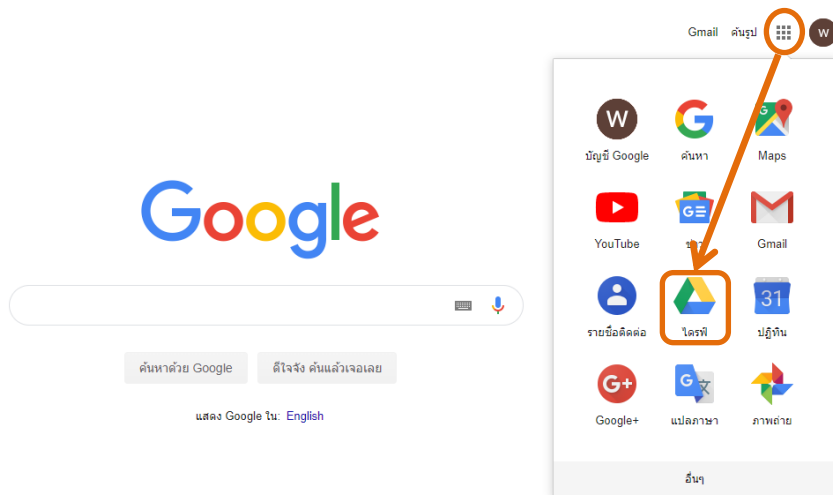 Gmail ค้นรูป W
Google
ค้นหาด้วย Google ดีใจจัง ค้นแล้วเจอเลย
แสดง Google ใน: English
W G G
บัญชี Google ค้นหา Maps
GE
YouTube Gmail
31
รายชื่อติดต่อ ไดรฟ์ ปฏิทิน
G+ G 文
Google+ แปลภาษา ภาพถ่าย
อื่นๆ